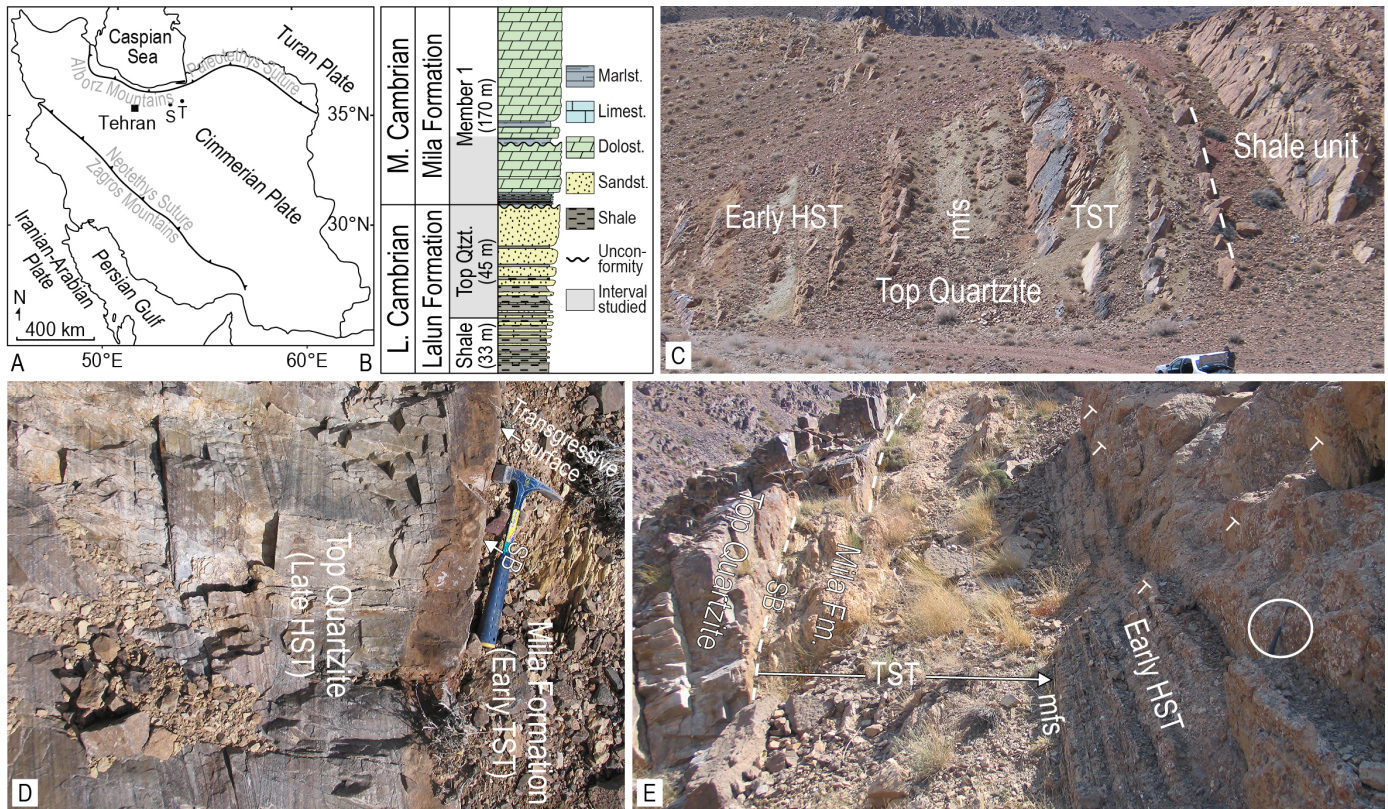 Caspian
Sea
Turan Plate
Paleotethys Suture
Alborz Mountains
35°N
S T
Tehran
Cimmerian Plate
Neotethys Suture
Zagros Mountains
30°N
Iranian-Arabian
Plate
Persian Gulf
N
400 km
A
50°E
60°E
B
M. Cambrian
Mila Formation
Member 1
(170 m)
L. Cambrian
Lalun Formation
Top Qtzt.
(45 m)
Shale
(33 m)
Marlst.
Limest.
Dolost.
Sandst.
Shale
Uncon-
formity
Interval
studied
Shale unit
Early HST
mfs
TST
Top Quartzite
C
Transgressive
surface
SB
Top Quartzite
(Late HST)
Mila Formation
(Early TST)
D
Top Quartzite
SB
Mila Fm.
TST
mfs
Early HST
T
T
T
T
T
E